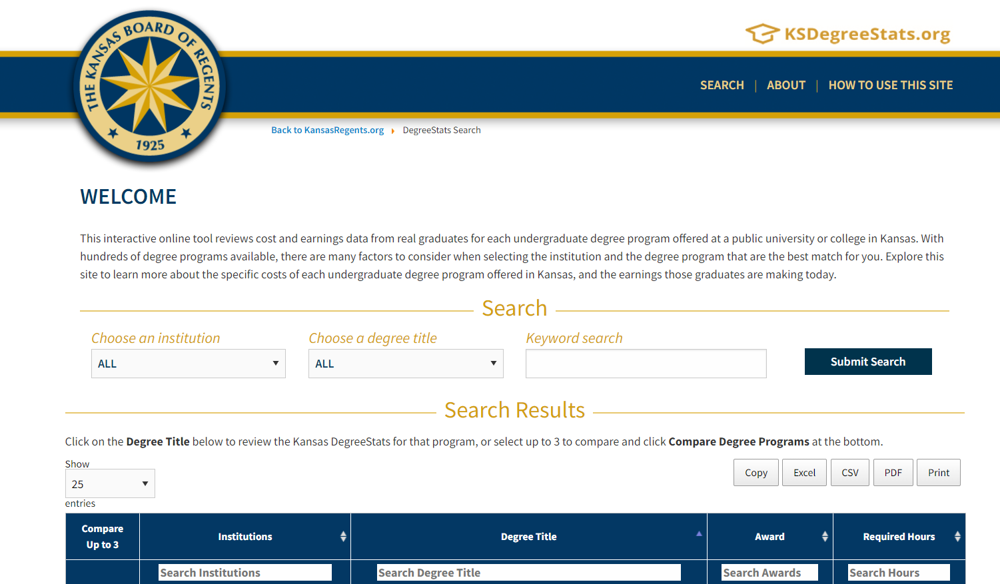 THE KANSAS BOARD OF REGENTS
1925
KSDegreeStats.org
SEARCH | ABOUT | HOW TO USE THIS SITE
Back to KansasRegents.org DegreeStats Search
WELCOME
This interactive online tool reviews cost and earnings data from real graduates for each undergraduate degree program offered at a public university or college in Kansas. With
hundreds of degree programs available, there are many factors to consider when selecting the institution and the degree program that are the best match for you. Explore this
site to learn more about the specific costs of each undergraduate degree program offered in Kansas, and the earnings those graduates are making today.
Search
Choose an institution Choose a degree title Keyword search
ALL ALL Submit Search
Search Results
Click on the Degree Title below to review the Kansas DegreeStats for that program, or select up to 3 to compare and click Compare Degree Programs at the bottom.
Show
25
entries
Copy Excel CSV PDF Print
Compare
Up to 3
Institutions Degree Title Award Required Hours
Search Institutions Search Degree Title Search Awards Search Hours